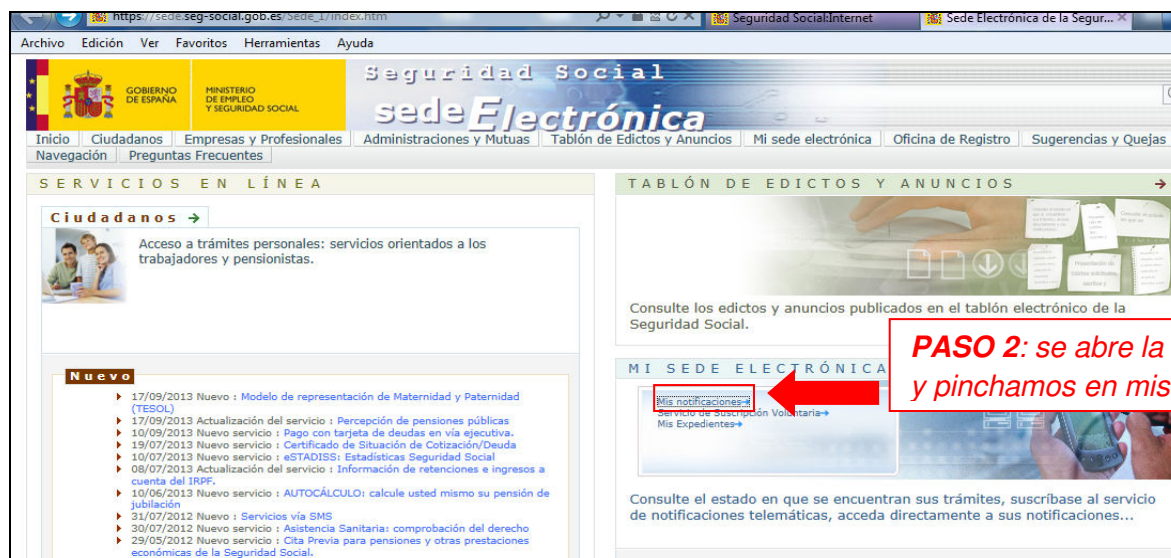 https://sede.seg-social.gob.es/Sede_1/index.htm
Seguridad Social:Internet
Sede Electrónica de la Segur...
Archivo Edición Ver Favoritos Herramientas Ayuda
GOBIERNO DE ESPAÑA
MINISTERIO DE EMPLEO Y SEGURIDAD SOCIAL
Seguridad Social
sede Electrónica
Inicio Ciudadanos Empresas y Profesionales Administraciones y Mutuas Tablón de Edictos y Anuncios Mi sede electrónica Oficina de Registro Sugerencias y Quejas
Navegación Preguntas Frecuentes
SERVICIOS EN LÍNEA
Ciudadanos
Acceso a trámites personales: servicios orientados a los
trabajadores y pensionistas.
Nuevo
17/09/2013 Nuevo : Modelo de representación de Maternidad y Paternidad
(TESOL)
17/09/2013 Actualización del servicio : Percepción de pensiones públicas
10/09/2013 Nuevo servicio : Pago con tarjeta de deudas en vía ejecutiva.
19/07/2013 Nuevo servicio : Certificado de Situación de Cotización/Deuda
10/07/2013 Nuevo servicio : eSTADISS: Estadísticas Seguridad Social
08/07/2013 Actualización del servicio : Información de retenciones e ingresos a
cuenta del IRPF.
10/06/2013 Nuevo servicio : AUTOCÁLCULO: calcule usted mismo su pensión de
jubilación
31/07/2012 Nuevo : Servicios vía SMS
30/07/2012 Nuevo servicio : Asistencia Sanitaria: comprobación del derecho
29/05/2012 Nuevo servicio : Cita Previa para pensiones y otras prestaciones
económicas de la Seguridad Social.
TABLÓN DE EDICTOS Y ANUNCIOS
Consulte los edictos y anuncios publicados en el tablón electrónico de la
Seguridad Social.
PASO 2: se abre la
y pinchamos en mis
MI SEDE ELECTRÓNICA
Mis notificaciones
Servicio de Suscripción Voluntaria
Mis Expedientes
Consulte el estado en que se encuentran sus trámites, suscríbase al servicio
de notificaciones telemáticas, acceda directamente a sus notificaciones...